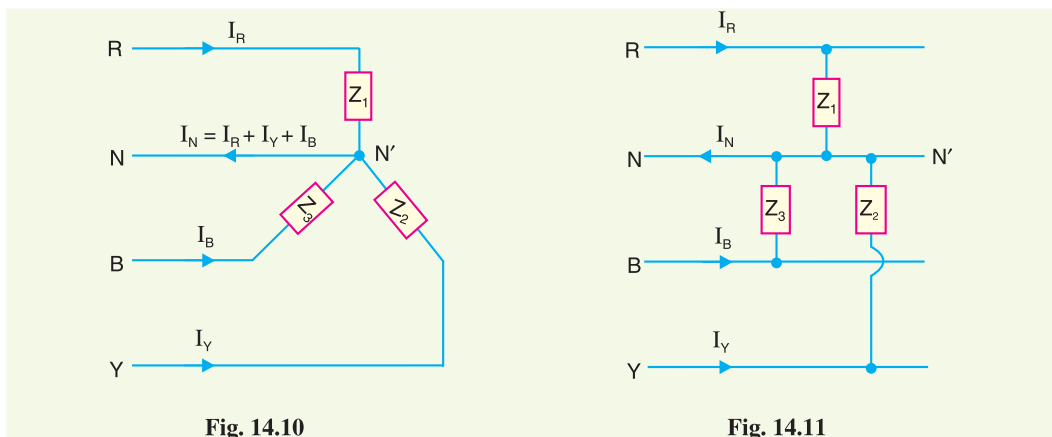 I_R
R
Z_1
I_N = I_R + I_Y + I_B
N
N′
Z_3
Z_2
I_B
B
I_Y
Y
Fig. 14.10
I_R
R
Z_1
I_N
N
N′
Z_3
Z_2
I_B
B
I_Y
Y
Fig. 14.11